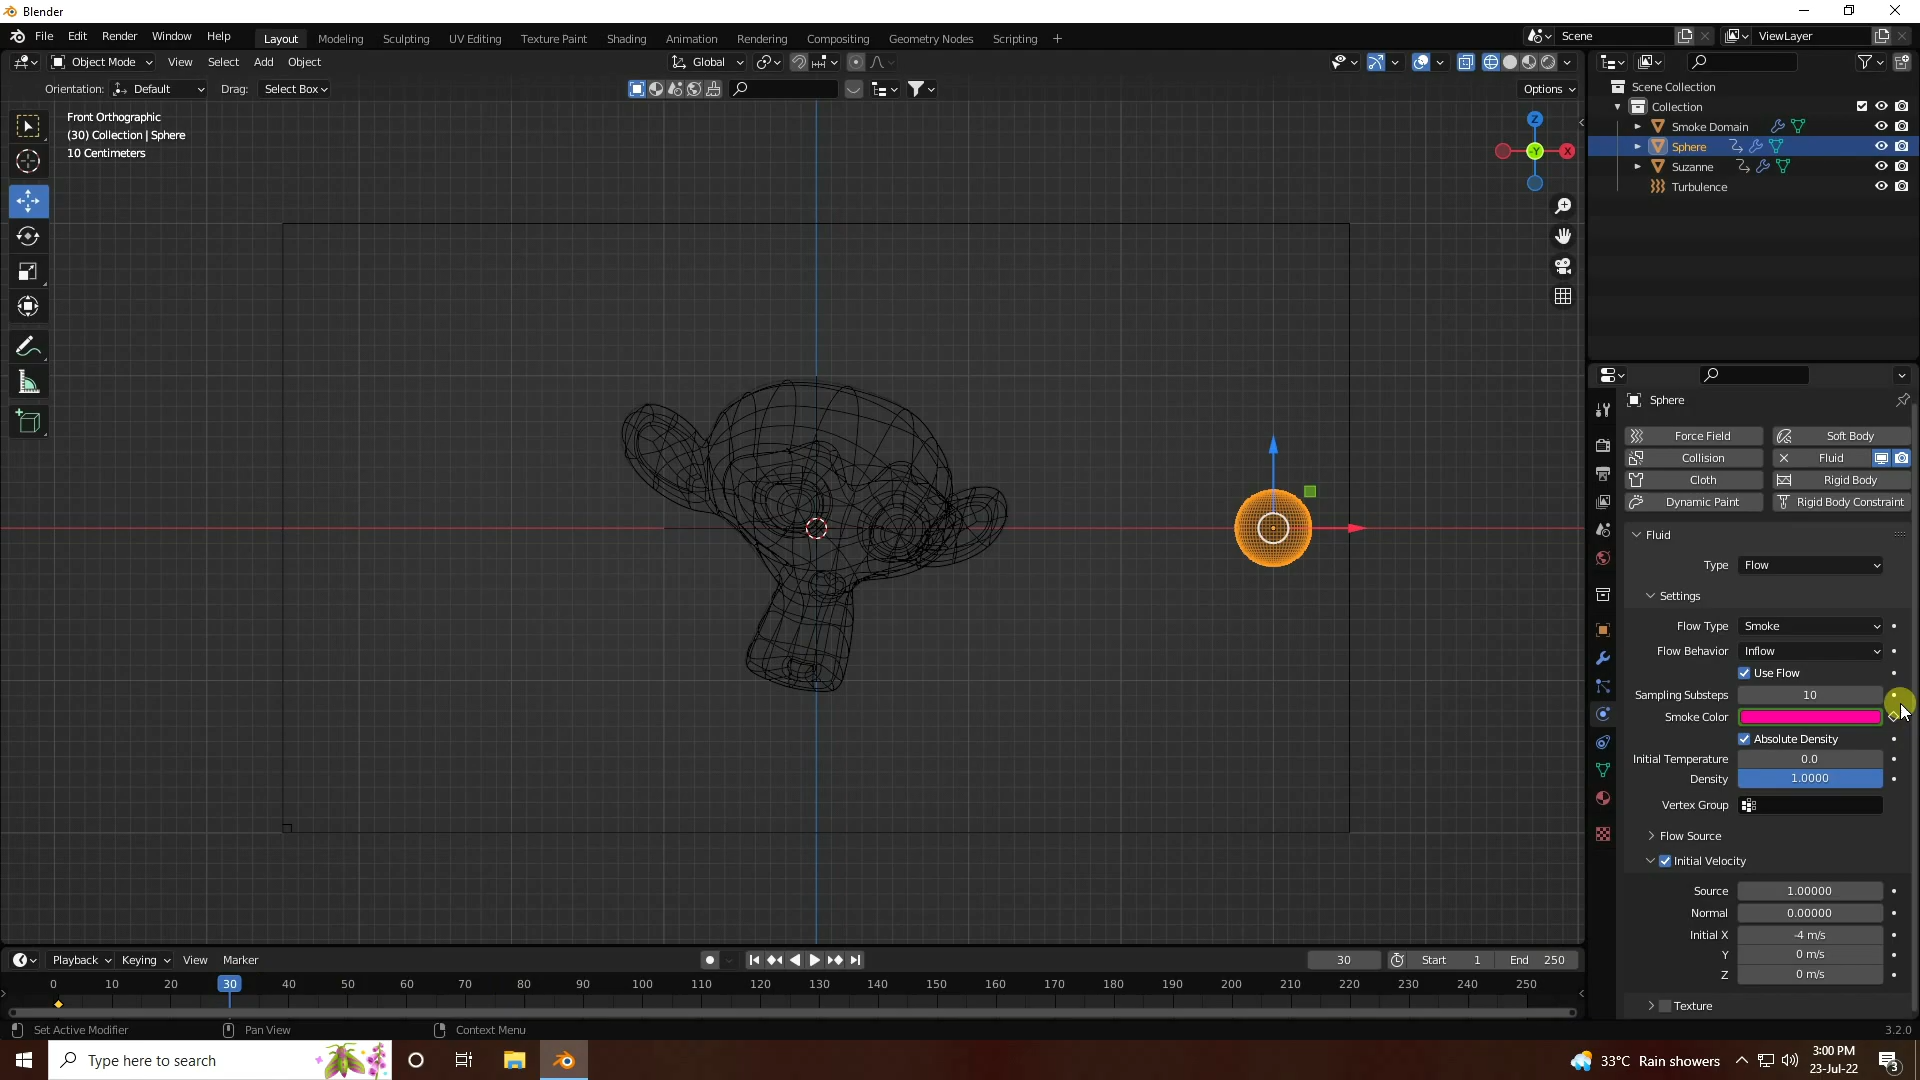 Blender
File Edit Render Window Help
Layout Modeling Sculpting UV Editing Texture Paint Shading Animation Rendering Compositing Geometry Nodes Scripting +
Scene
ViewLayer
Object Mode View Select Add Object
Global
Orientation: Default Drag: Select Box
Options
Front Orthographic
(30) Collection | Sphere
10 Centimeters
Z
-Y
X
Scene Collection
Collection
Smoke Domain
Sphere
Suzanne
Turbulence
Sphere
Force Field Soft Body
Collision Fluid
Cloth Rigid Body
Dynamic Paint Rigid Body Constraint
Fluid
Type Flow
Settings
Flow Type Smoke
Flow Behavior Inflow
Use Flow
Sampling Substeps 10
Smoke Color
Absolute Density
Initial Temperature 0.0
Density 1.0000
Vertex Group
Flow Source
Initial Velocity
Source 1.00000
Normal 0.00000
Initial X -4 m/s
Y 0 m/s
Z 0 m/s
Texture
Playback Keying View Marker
30 Start 1 End 250
0 10 20 30 40 50 60 70 80 90 100 110 120 130 140 150 160 170 180 190 200 210 220 230 240 250
Set Active Modifier Pan View Context Menu
3.2.0
Type here to search
33°C Rain showers
3:00 PM
23-Jul-22
3